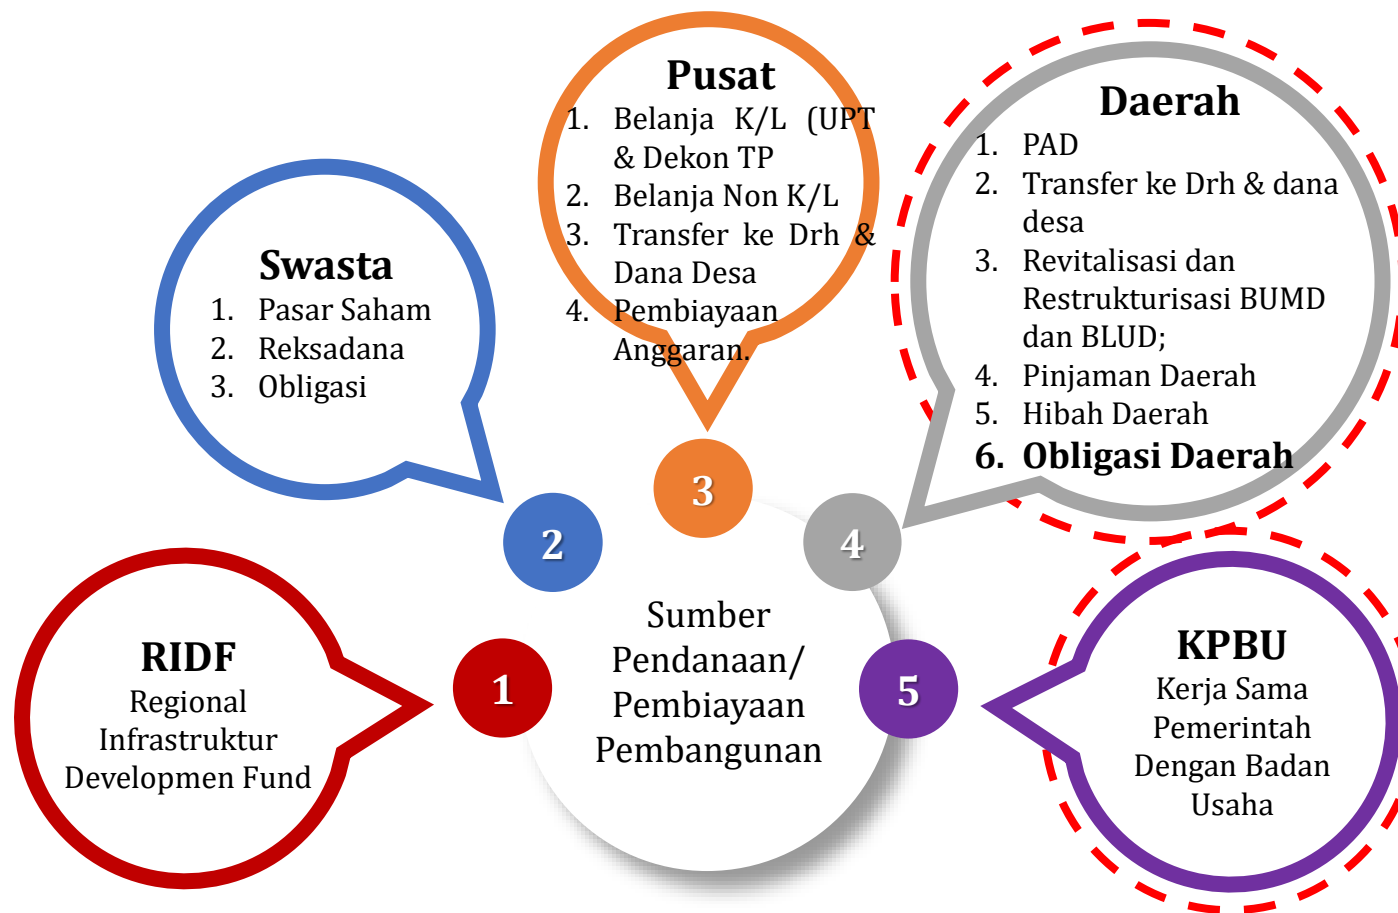 RIDF
Regional
Infrastruktur
Developmen Fund
1
Swasta
1. Pasar Saham
2. Reksadana
3. Obligasi
2
Pusat
1. Belanja K/L (UPT
& Dekon TP
2. Belanja Non K/L
3. Transfer ke Drh &
Dana Desa
4. Pembiayaan
Anggaran.
3
Daerah
1. PAD
2. Transfer ke Drh & dana
desa
3. Revitalisasi dan
Restrukturisasi BUMD
dan BLUD;
4. Pinjaman Daerah
5. Hibah Daerah
6. Obligasi Daerah
4
KPBU
Kerja Sama
Pemerintah
Dengan Badan
Usaha
5
Sumber
Pendanaan/
Pembiayaan
Pembangunan